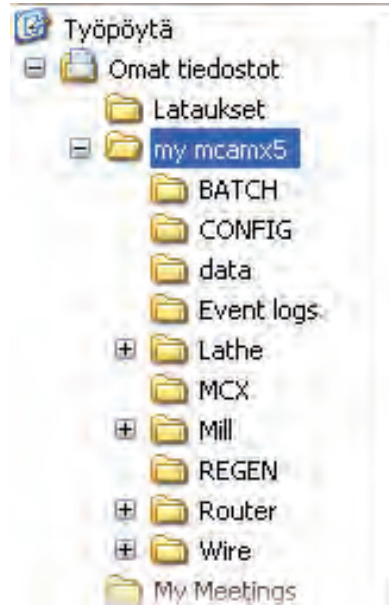 Työpöytä
Omat tiedostot
Lataukset
my mcamx5
BATCH
CONFIG
data
Event logs
Lathe
MCX
Mill
REGEN
Router
Wire
My Meetings